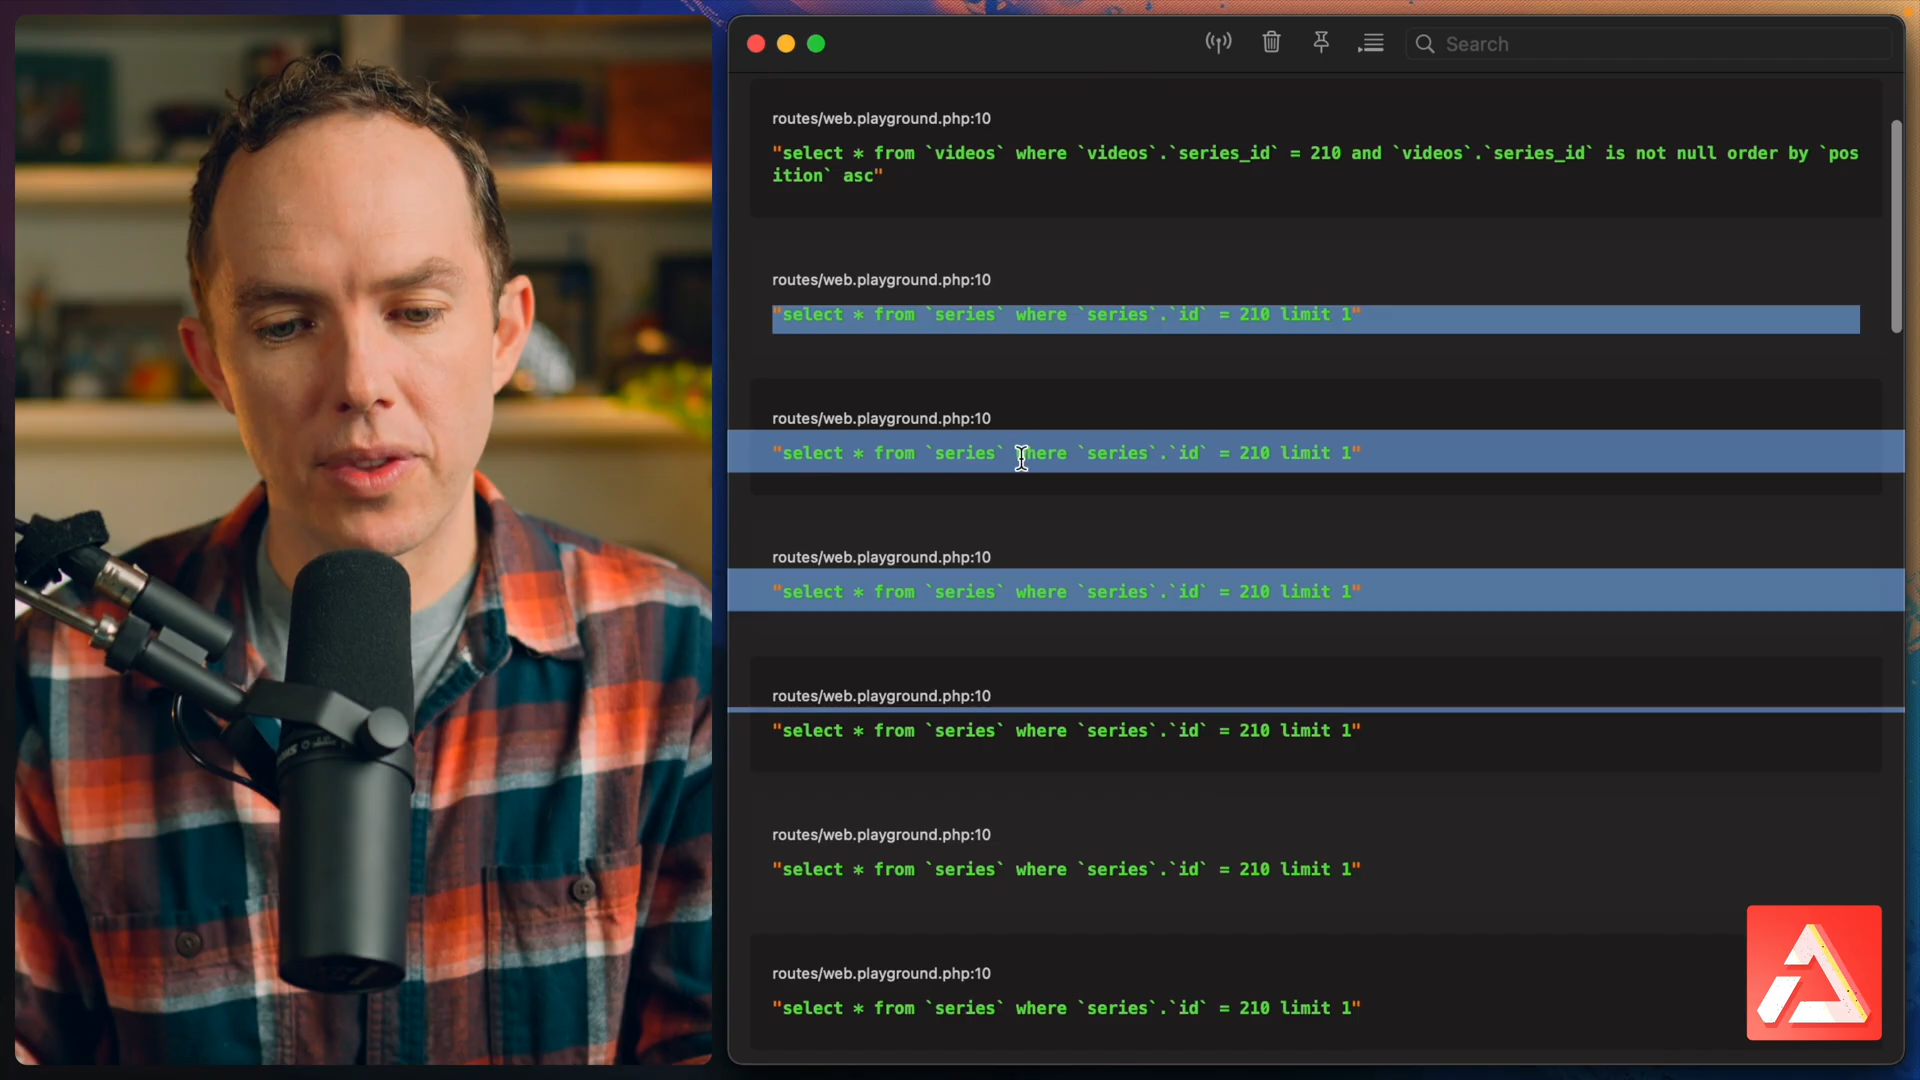 Search
routes/web.playground.php:10
"select * from `videos` where `videos`.`series_id` = 210 and `videos`.`series_id` is not null order by `pos
ition` asc"
routes/web.playground.php:10
"select * from `series` where `series`.`id` = 210 limit 1"
routes/web.playground.php:10
"select * from `series` where `series`.`id` = 210 limit 1"
routes/web.playground.php:10
"select * from `series` where `series`.`id` = 210 limit 1"
routes/web.playground.php:10
"select * from `series` where `series`.`id` = 210 limit 1"
routes/web.playground.php:10
"select * from `series` where `series`.`id` = 210 limit 1"
routes/web.playground.php:10
"select * from `series` where `series`.`id` = 210 limit 1"